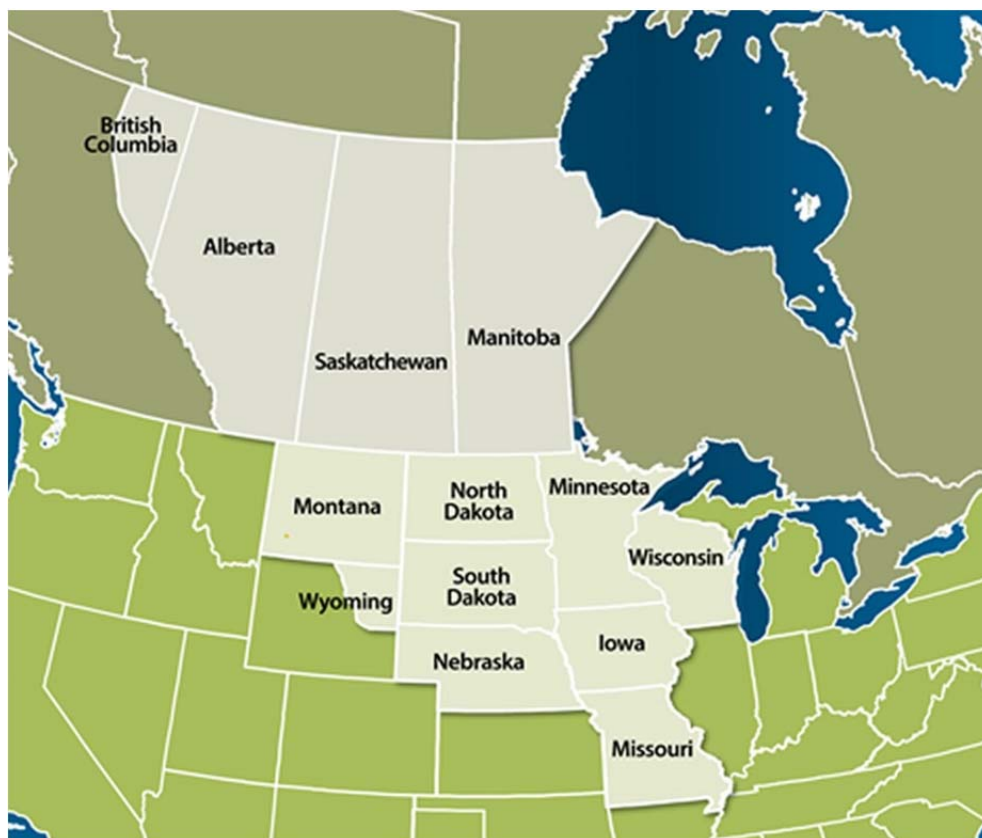 British
Columbia
Alberta
Saskatchewan
Manitoba
Montana
North
Dakota
Minnesota
Wisconsin
South
Dakota
Wyoming
Iowa
Nebraska
Missouri